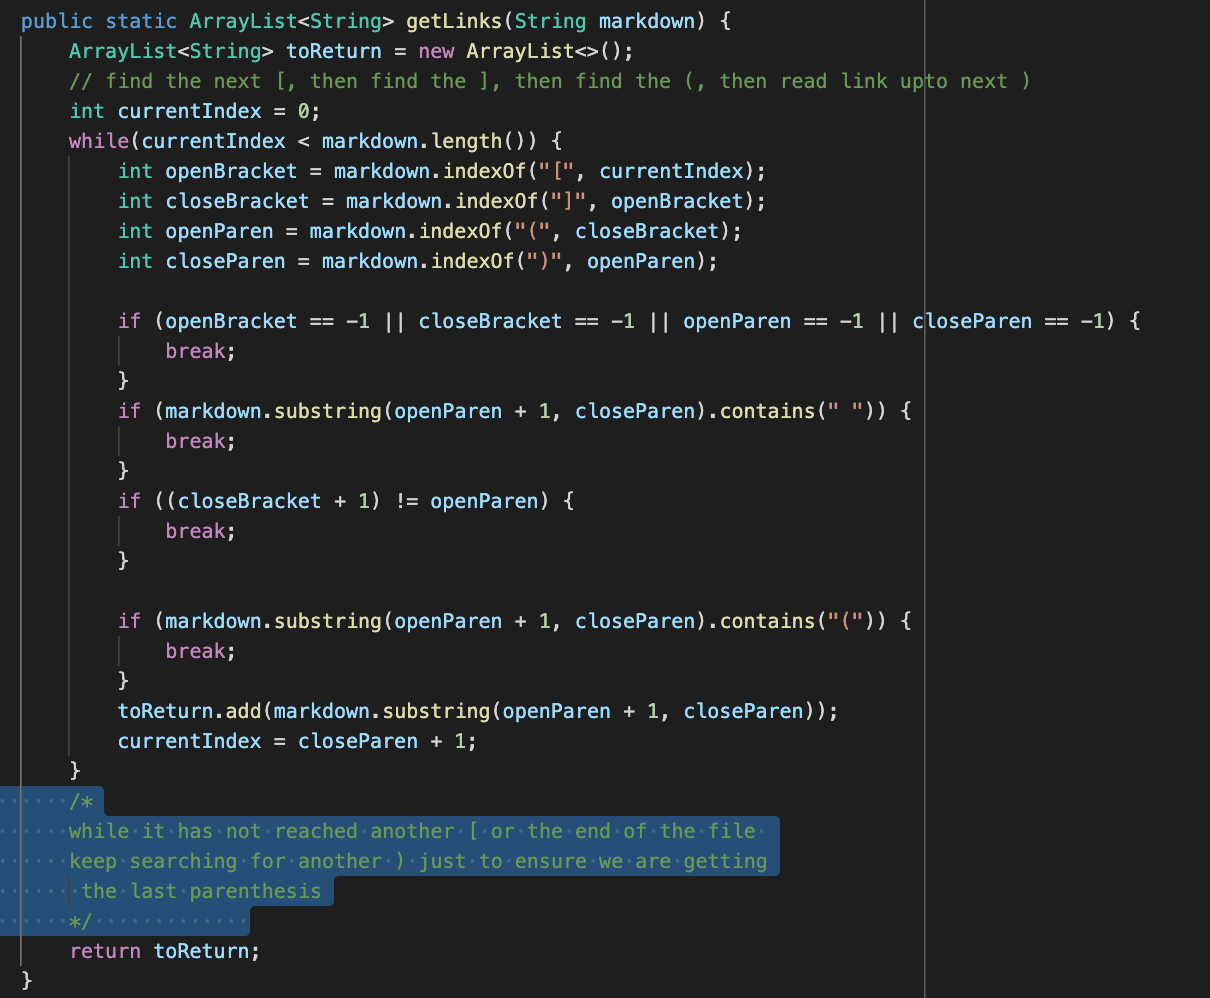 public static ArrayList<String> getLinks(String markdown) {
    ArrayList<String> toReturn = new ArrayList<>();
    // find the next [, then find the ], then find the (, then read link upto next )
    int currentIndex = 0;
    while(currentIndex < markdown.length()) {
        int openBracket = markdown.indexOf("[", currentIndex);
        int closeBracket = markdown.indexOf("]", openBracket);
        int openParen = markdown.indexOf("(", closeBracket);
        int closeParen = markdown.indexOf(")", openParen);

        if (openBracket == -1 || closeBracket == -1 || openParen == -1 || closeParen == -1) {
            break;
        }
        if (markdown.substring(openParen + 1, closeParen).contains(" ")) {
            break;
        }
        if ((closeBracket + 1) != openParen) {
            break;
        }

        if (markdown.substring(openParen + 1, closeParen).contains("(")) {
            break;
        }
        toReturn.add(markdown.substring(openParen + 1, closeParen));
        currentIndex = closeParen + 1;
    }
    /*
    while it has not reached another [ or the end of the file
    keep searching for another ) just to ensure we are getting
     the last parenthesis
    */
    return toReturn;
}